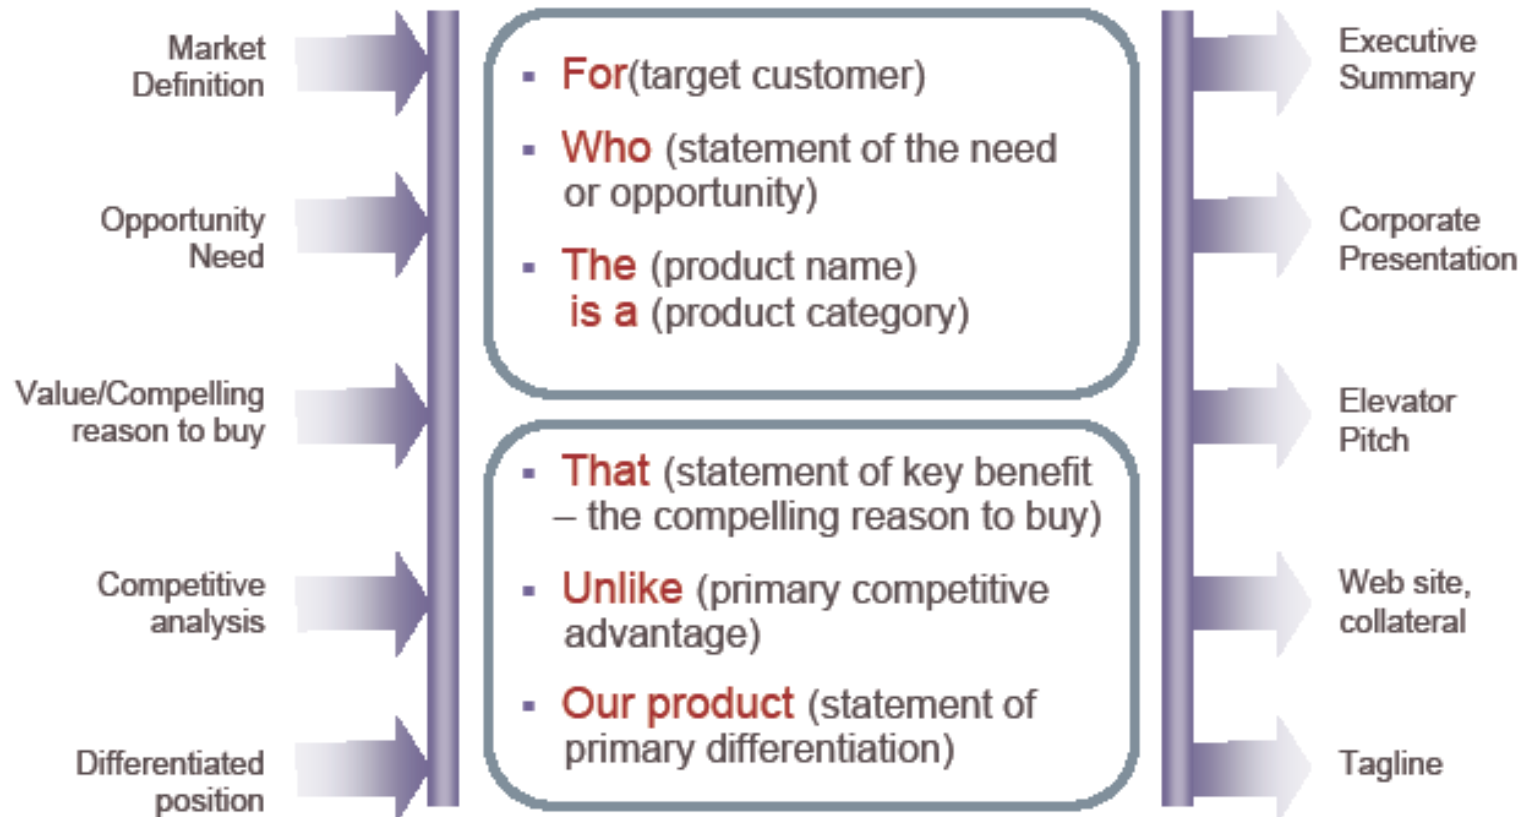 Market
Definition
Opportunity
Need
Value/Compelling
reason to buy
Competitive
analysis
Differentiated
position
▪ For(target customer)
▪ Who (statement of the need
or opportunity)
▪ The (product name)
is a (product category)
▪ That (statement of key benefit
– the compelling reason to buy)
▪ Unlike (primary competitive
advantage)
▪ Our product (statement of
primary differentiation)
Executive
Summary
Corporate
Presentation
Elevator
Pitch
Web site,
collateral
Tagline